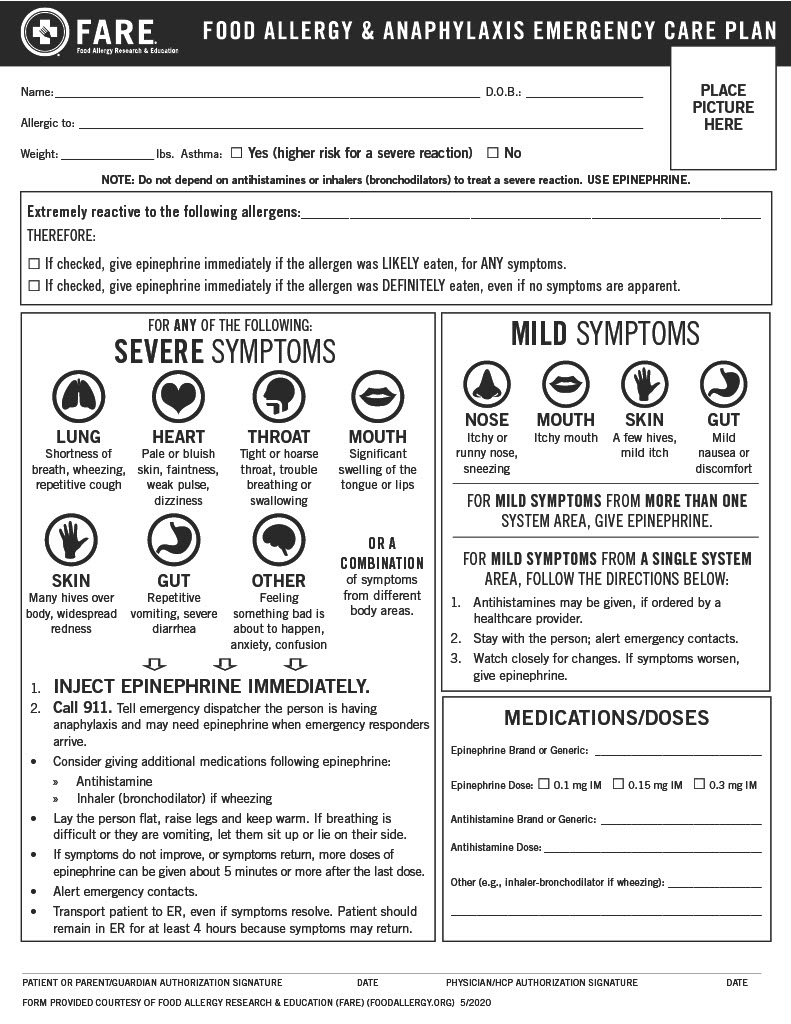 FARE
Food Allergy Research & Education
FOOD ALLERGY & ANAPHYLAXIS EMERGENCY CARE PLAN
Name:
D.O.B.:
PLACE
PICTURE
HERE
Allergic to:
Weight: lbs. Asthma: ☐ Yes (higher risk for a severe reaction) ☐ No
NOTE: Do not depend on antihistamines or inhalers (bronchodilators) to treat a severe reaction. USE EPINEPHRINE.
Extremely reactive to the following allergens:
THEREFORE:
☐ If checked, give epinephrine immediately if the allergen was LIKELY eaten, for ANY symptoms.
☐ If checked, give epinephrine immediately if the allergen was DEFINITELY eaten, even if no symptoms are apparent.
FOR ANY OF THE FOLLOWING:
SEVERE SYMPTOMS
LUNG
Shortness of
breath, wheezing,
repetitive cough
HEART
Pale or bluish
skin, faintness,
weak pulse,
dizziness
THROAT
Tight or hoarse
throat, trouble
breathing or
swallowing
MOUTH
Significant
swelling of the
tongue or lips
SKIN
Many hives over
body, widespread
redness
GUT
Repetitive
vomiting, severe
diarrhea
OTHER
Feeling
something bad is
about to happen,
anxiety, confusion
OR A
COMBINATION
of symptoms
from different
body areas.
1. INJECT EPINEPHRINE IMMEDIATELY.
2. Call 911. Tell emergency dispatcher the person is having
anaphylaxis and may need epinephrine when emergency responders
arrive.
• Consider giving additional medications following epinephrine:
» Antihistamine
» Inhaler (bronchodilator) if wheezing
• Lay the person flat, raise legs and keep warm. If breathing is
difficult or they are vomiting, let them sit up or lie on their side.
• If symptoms do not improve, or symptoms return, more doses of
epinephrine can be given about 5 minutes or more after the last dose.
• Alert emergency contacts.
• Transport patient to ER, even if symptoms resolve. Patient should
remain in ER for at least 4 hours because symptoms may return.
MILD SYMPTOMS
NOSE
Itchy or
runny nose,
sneezing
MOUTH
Itchy mouth
SKIN
A few hives,
mild itch
GUT
Mild
nausea or
discomfort
FOR MILD SYMPTOMS FROM MORE THAN ONE
SYSTEM AREA, GIVE EPINEPHRINE.
FOR MILD SYMPTOMS FROM A SINGLE SYSTEM
AREA, FOLLOW THE DIRECTIONS BELOW:
1. Antihistamines may be given, if ordered by a
healthcare provider.
2. Stay with the person; alert emergency contacts.
3. Watch closely for changes. If symptoms worsen,
give epinephrine.
MEDICATIONS/DOSES
Epinephrine Brand or Generic:
Epinephrine Dose: ☐ 0.1 mg IM ☐ 0.15 mg IM ☐ 0.3 mg IM
Antihistamine Brand or Generic:
Antihistamine Dose:
Other (e.g., inhaler-bronchodilator if wheezing):
PATIENT OR PARENT/GUARDIAN AUTHORIZATION SIGNATURE DATE PHYSICIAN/HCP AUTHORIZATION SIGNATURE DATE
FORM PROVIDED COURTESY OF FOOD ALLERGY RESEARCH & EDUCATION (FARE) (FOODALLERGY.ORG) 5/2020